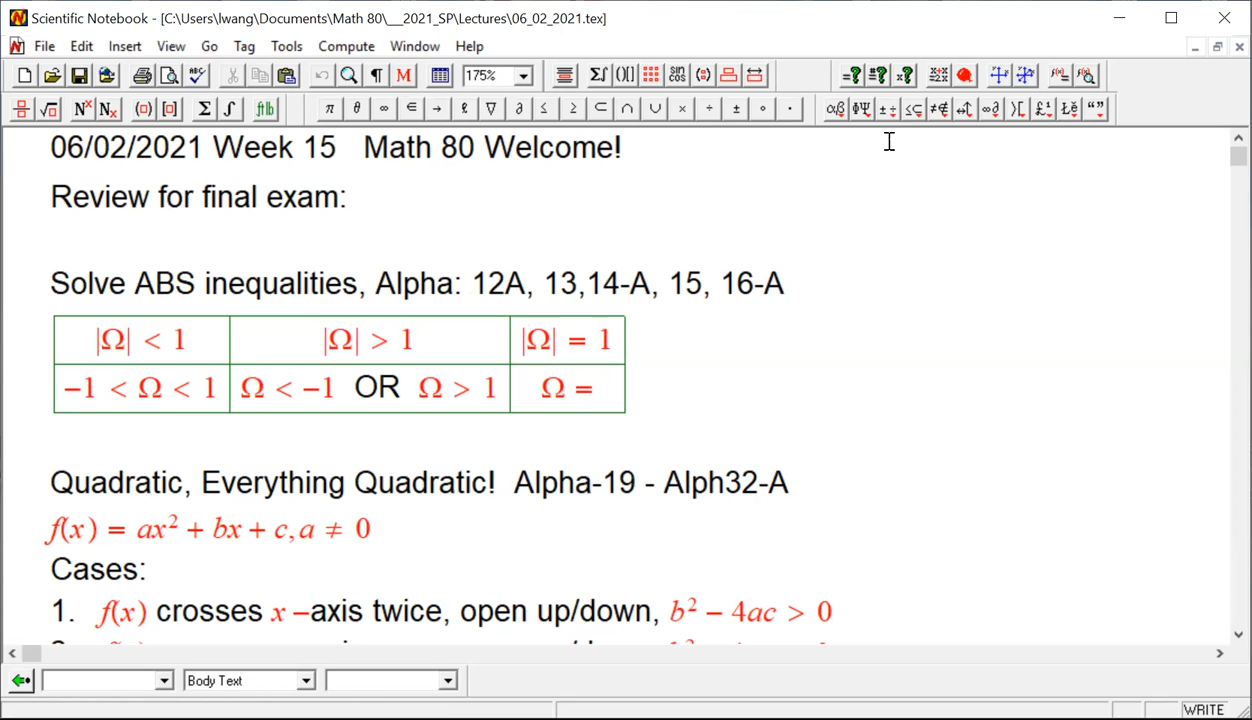 Scientific Notebook - [C:\Users\lwang\Documents\Math 80\__2021_SP\Lectures\06_02_2021.tex]
File Edit Insert View Go Tag Tools Compute Window Help
175%
06/02/2021 Week 15 Math 80 Welcome!
Review for final exam:
Solve ABS inequalities, Alpha: 12A, 13,14-A, 15, 16-A
|Ω| < 1 |Ω| > 1 |Ω| = 1
−1 < Ω < 1 Ω < −1 OR Ω > 1 Ω =
Quadratic, Everything Quadratic! Alpha-19 - Alph32-A
f(x) = ax² + bx + c, a ≠ 0
Cases:
1. f(x) crosses x −axis twice, open up/down, b² − 4ac > 0
Body Text
WRITE